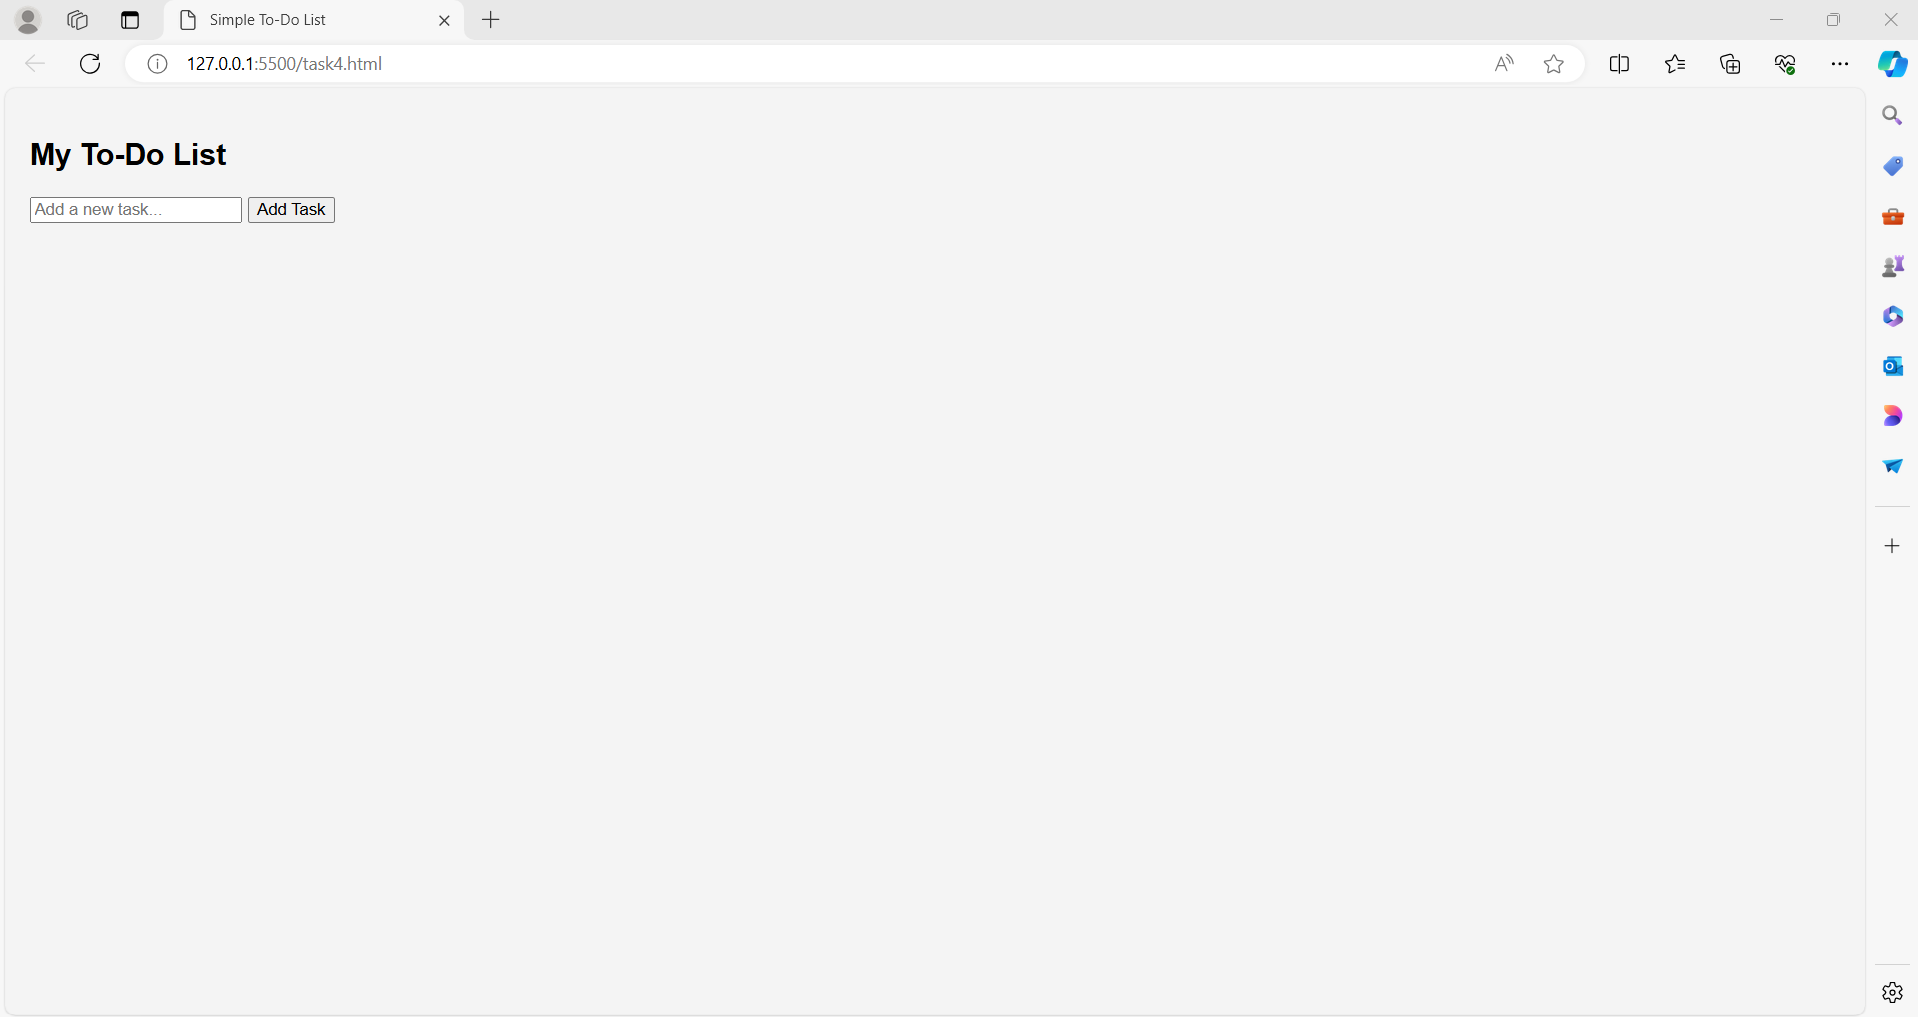 Simple To-Do List
127.0.0.1:5500/task4.html
My To-Do List
Add a new task...
Add Task